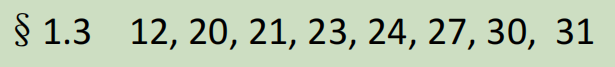 § 1.3 12, 20, 21, 23, 24, 27, 30, 31